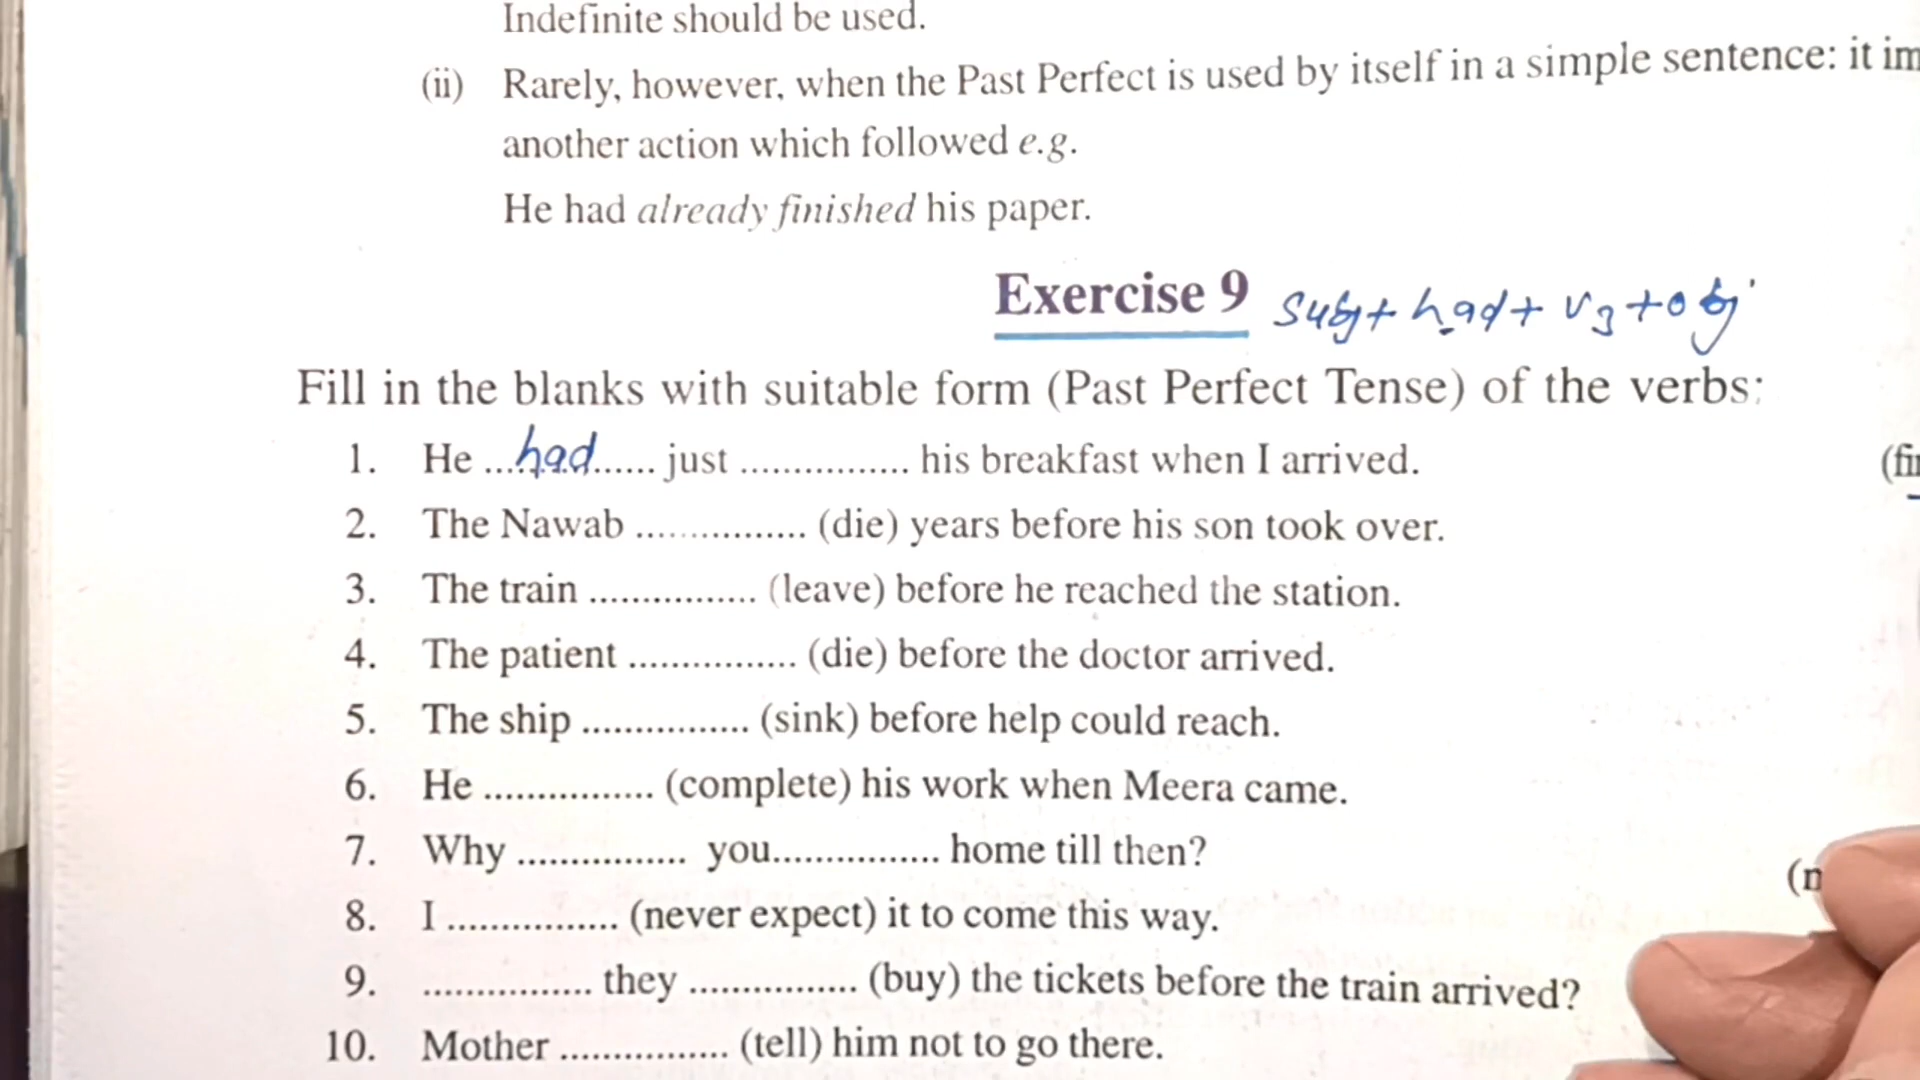 Indefinite should be used.
(ii) Rarely, however, when the Past Perfect is used by itself in a simple sentence: it im
another action which followed e.g.
He had already finished his paper.
Exercise 9 Subj + had + V3 + obj
Fill in the blanks with suitable form (Past Perfect Tense) of the verbs:
1. He ...had...... just ............... his breakfast when I arrived. (fin
2. The Nawab ............... (die) years before his son took over.
3. The train ............... (leave) before he reached the station.
4. The patient ............... (die) before the doctor arrived.
5. The ship ............... (sink) before help could reach.
6. He ............... (complete) his work when Meera came.
7. Why ............... you............... home till then?
8. I ............... (never expect) it to come this way.
9. ............... they ............... (buy) the tickets before the train arrived?
10. Mother ............... (tell) him not to go there.